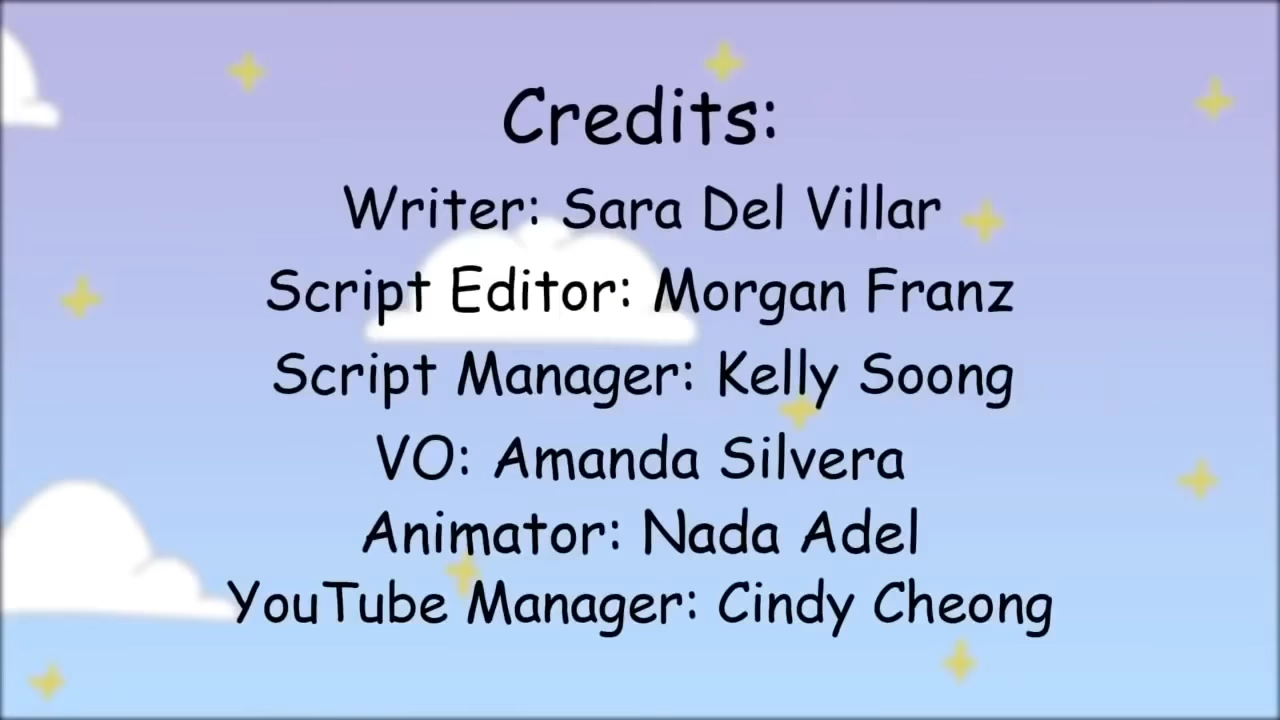 Credits:
Writer: Sara Del Villar
Script Editor: Morgan Franz
Script Manager: Kelly Soong
VO: Amanda Silvera
Animator: Nada Adel
YouTube Manager: Cindy Cheong